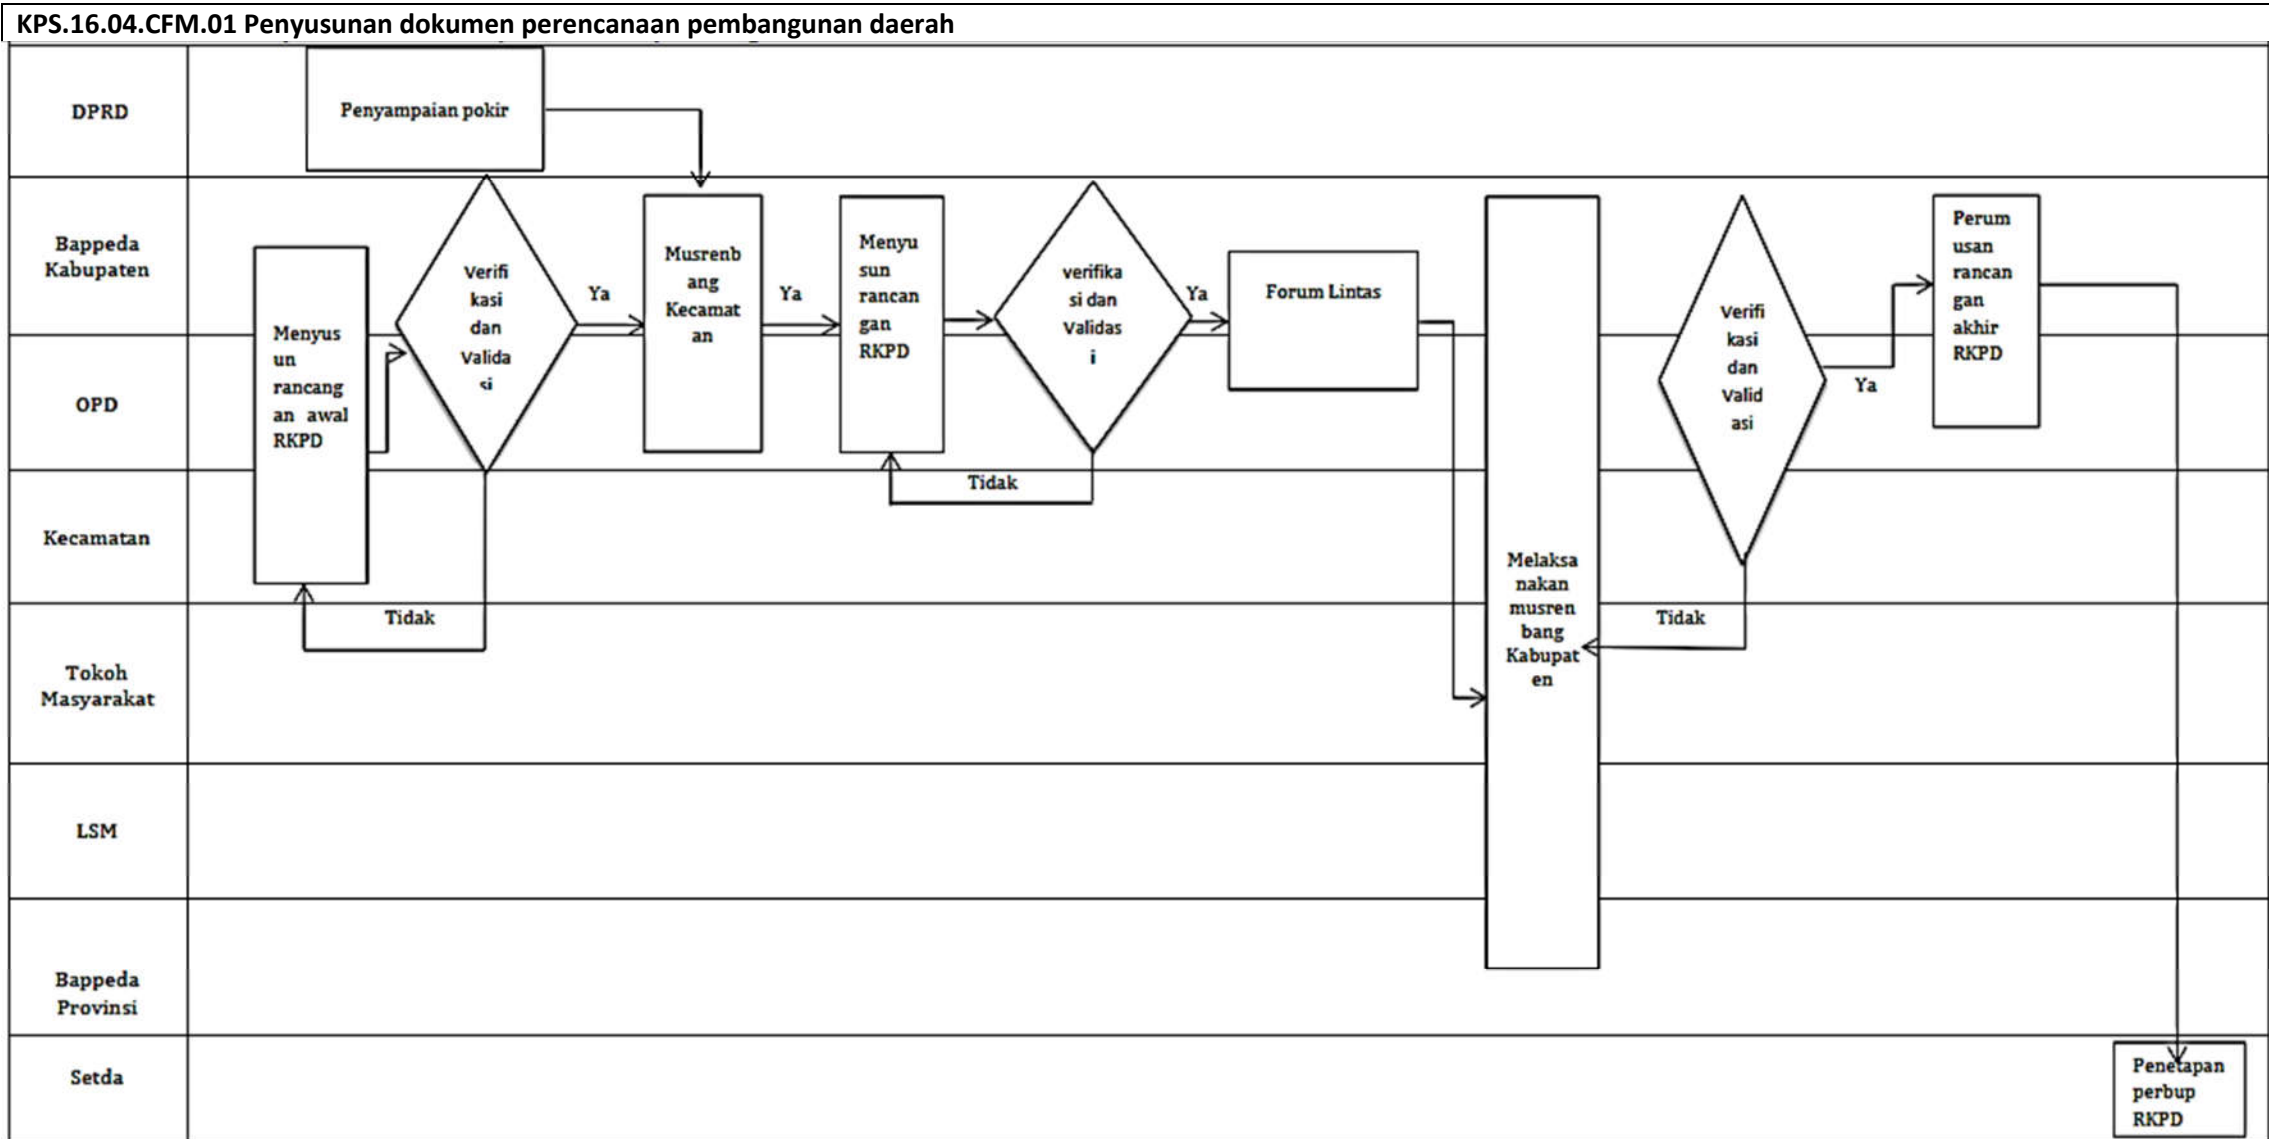 KPS.16.04.CFM.01 Penyusunan dokumen perencanaan pembangunan daerah
DPRD
Penyampaian pokir
Bappeda
Kabupaten
OPD
Kecamatan
Tokoh
Masyarakat
LSM
Bappeda
Provinsi
Setda
Menyus
un
rancang
an awal
RKPD
Verifi
kasi
dan
Valida
si
Tidak
Ya
Musrenb
ang
Kecamat
an
Ya
Menyu
sun
rancan
gan
RKPD
verifika
si dan
Validas
i
Tidak
Ya
Forum Lintas
Melaksa
nakan
musren
bang
Kabupat
en
Verifi
kasi
dan
Valid
asi
Tidak
Ya
Perum
usan
rancan
gan
akhir
RKPD
Penetapan
perbup
RKPD